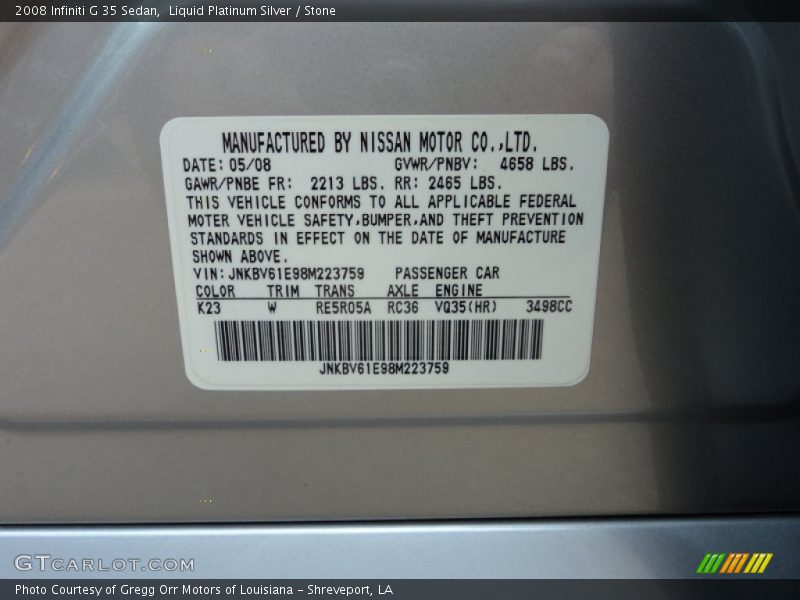 2008 Infiniti G 35 Sedan,  Liquid Platinum Silver / Stone
MANUFACTURED BY NISSAN MOTOR CO.,LTD.
DATE: 05/08 GVWR/PNBV: 4658 LBS.
GAWR/PNBE FR: 2213 LBS. RR: 2465 LBS.
THIS VEHICLE CONFORMS TO ALL APPLICABLE FEDERAL
MOTER VEHICLE SAFETY,BUMPER,AND THEFT PREVENTION
STANDARDS IN EFFECT ON THE DATE OF MANUFACTURE
SHOWN ABOVE.
VIN: JNKBV61E98M223759 PASSENGER CAR
COLOR TRIM TRANS AXLE ENGINE
K23 W RE5R05A RC36 VQ35(HR) 3498CC
JNKBV61E98M223759
GTCARLOT.COM
Photo Courtesy of Gregg Orr Motors of Louisiana - Shreveport, LA